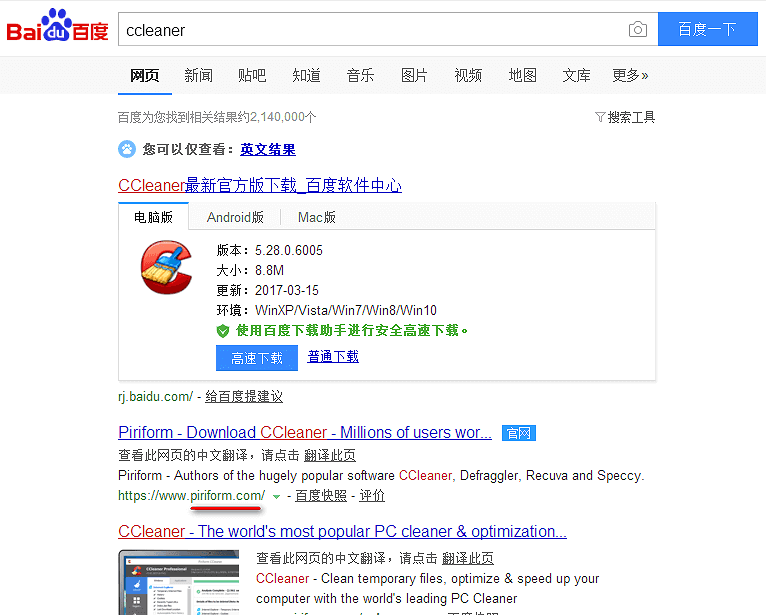 Bai du 百度 ccleaner 百度一下
网页 新闻 贴吧 知道 音乐 图片 视频 地图 文库 更多»
百度为您找到相关结果约2,140,000个 搜索工具
您可以仅查看：英文结果
CCleaner最新官方版下载_百度软件中心
电脑版 Android版 Mac版
版本：5.28.0.6005
大小：8.8M
更新：2017-03-15
环境：WinXP/Vista/Win7/Win8/Win10
使用百度下载助手进行安全高速下载。
高速下载 普通下载
rj.baidu.com/ - 给百度提建议
Piriform - Download CCleaner - Millions of users wor... 官网
查看此网页的中文翻译，请点击 翻译此页
Piriform - Authors of the hugely popular software CCleaner, Defraggler, Recuva and Speccy.
https://www.piriform.com/ - 百度快照 - 评价
CCleaner - The world's most popular PC cleaner & optimization...
查看此网页的中文翻译，请点击 翻译此页
CCleaner - Clean temporary files, optimize & speed up your
computer with the world's leading PC Cleaner